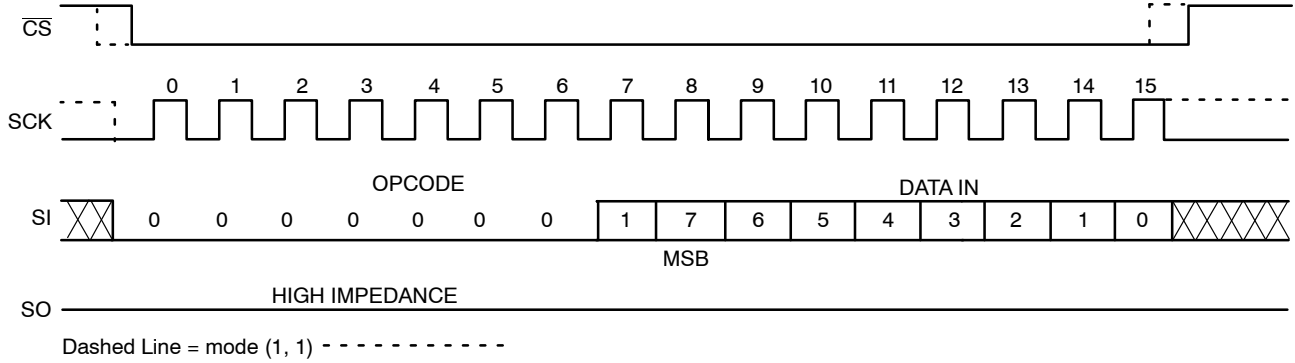 CS
0 1 2 3 4 5 6 7 8 9 10 11 12 13 14 15
SCK
OPCODE DATA IN
SI 0 0 0 0 0 0 0 1 7 6 5 4 3 2 1 0
MSB
HIGH IMPEDANCE
SO
Dashed Line = mode (1, 1)